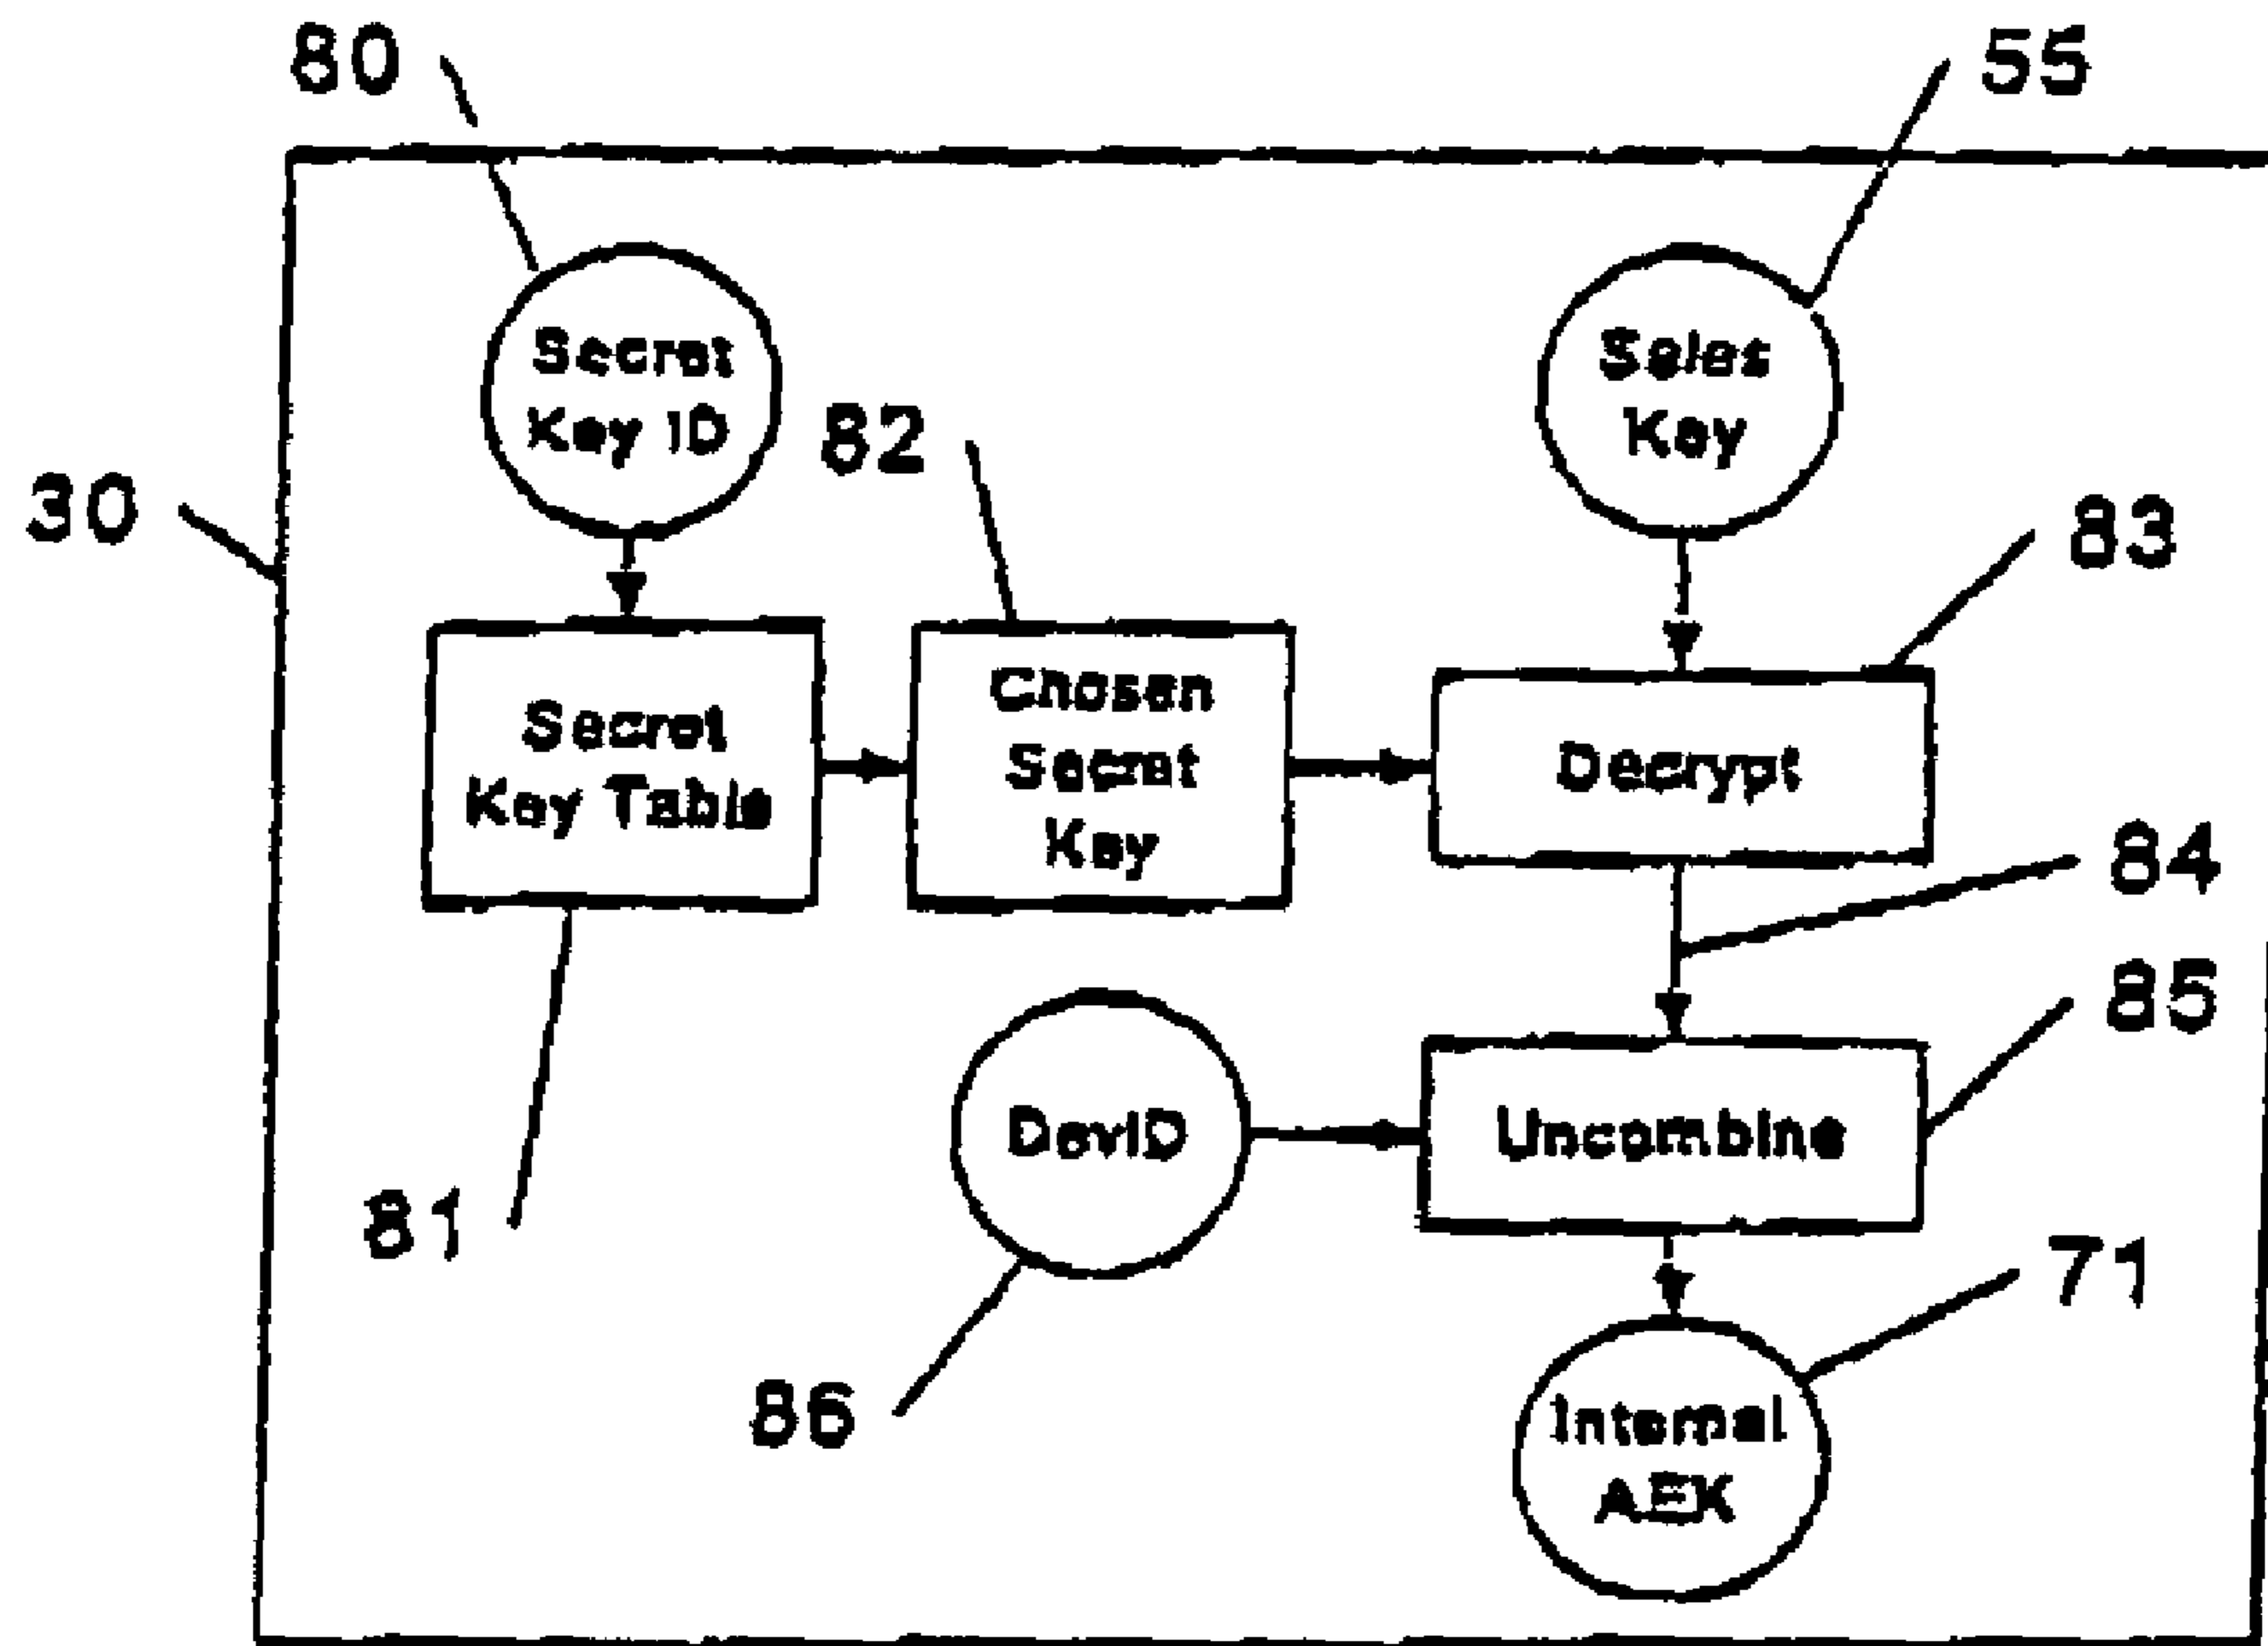 80
55
Secret
Key ID
Sales
Key
82
30
83
Secret
Key Table
Chosen
Secret
Key
Decrypt
84
85
DevID
Uncombine
81
71
86
Internal
AEK